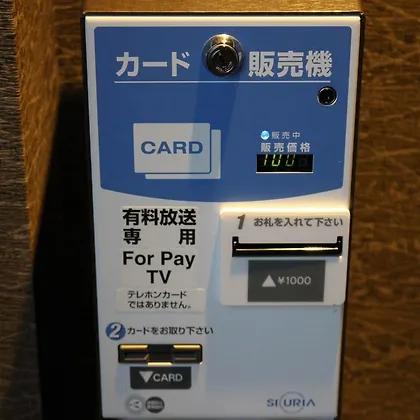 カード 販売機
CARD
販売中
販売価格
有料放送
専用
For Pay
TV
テレホンカード
ではありません。
1 お札を入れて下さい
▲¥1000
2 カードをお取り下さい
▼CARD